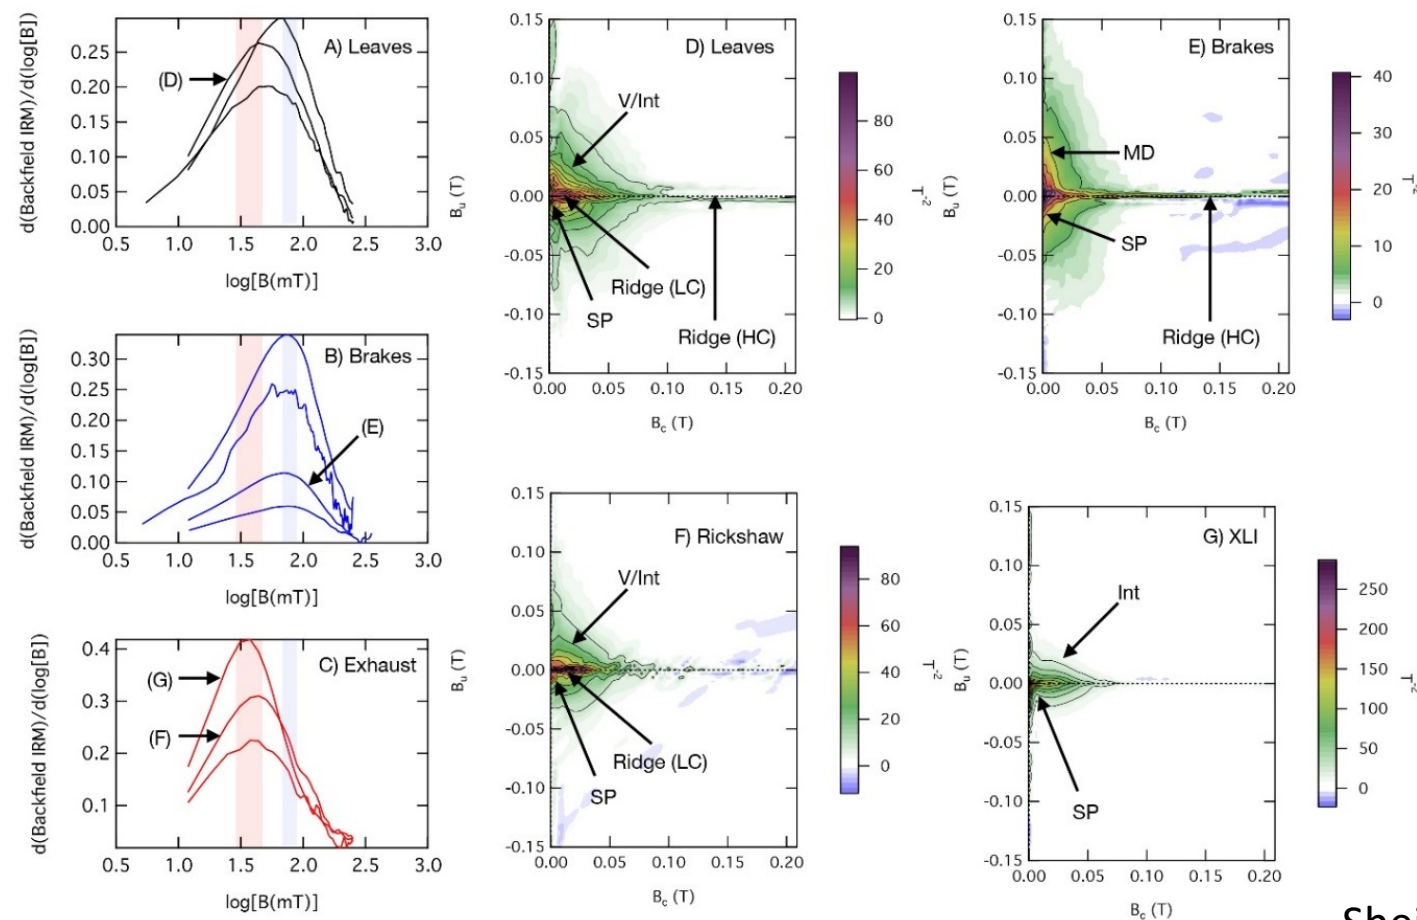 A) Leaves
(D)
d(Backfield IRM)/d(log[B])
0.25
0.20
0.15
0.10
0.05
0.00
0.5 1.0 1.5 2.0 2.5 3.0
log[B(mT)]
B) Brakes
(E)
d(Backfield IRM)/d(log[B])
0.30
0.25
0.20
0.15
0.10
0.05
0.00
0.5 1.0 1.5 2.0 2.5 3.0
log[B(mT)]
C) Exhaust
(G)
(F)
d(Backfield IRM)/d(log[B])
0.4
0.3
0.2
0.1
0.5 1.0 1.5 2.0 2.5 3.0
log[B(mT)]
D) Leaves
V/Int
Ridge (LC)
SP
Ridge (HC)
Bu (T)
0.15
0.10
0.05
0.00
-0.05
-0.10
-0.15
0.00 0.05 0.10 0.15 0.20
Bc (T)
80
60
40
20
0
T-2
E) Brakes
MD
SP
Ridge (HC)
Bu (T)
0.15
0.10
0.05
0.00
-0.05
-0.10
-0.15
0.00 0.05 0.10 0.15 0.20
Bc (T)
40
30
20
10
0
T-2
F) Rickshaw
V/Int
Ridge (LC)
SP
Bu (T)
0.15
0.10
0.05
0.00
-0.05
-0.10
-0.15
0.00 0.05 0.10 0.15 0.20
Bc (T)
80
60
40
20
0
T-2
G) XLI
Int
SP
Bu (T)
0.15
0.10
0.05
0.00
-0.05
-0.10
-0.15
0.00 0.05 0.10 0.15 0.20
Bc (T)
250
200
150
100
50
0
T-2